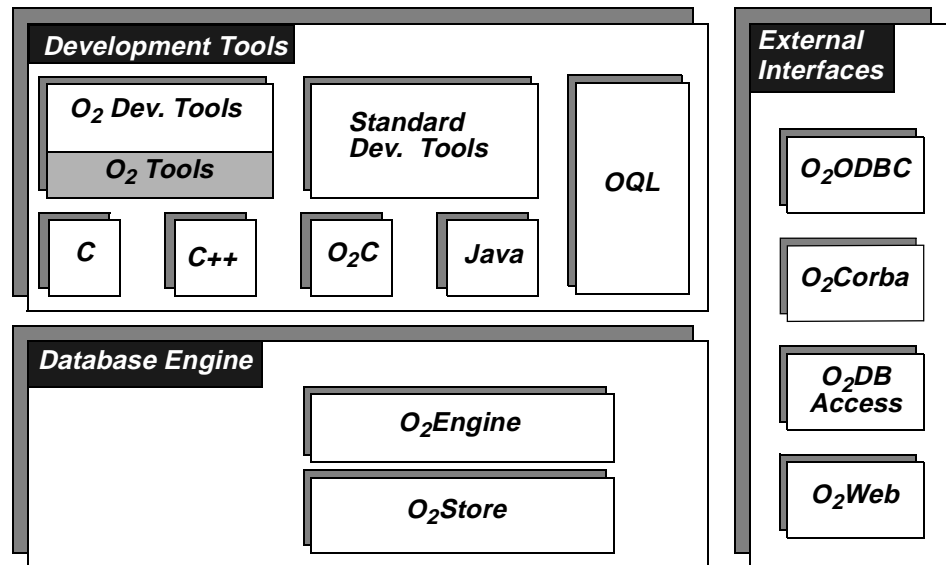 Development Tools
O2 Dev. Tools
O2 Tools
Standard
Dev. Tools
OQL
C
C++
O2C
Java
Database Engine
O2Engine
O2Store
External
Interfaces
O2ODBC
O2Corba
O2DB
Access
O2Web